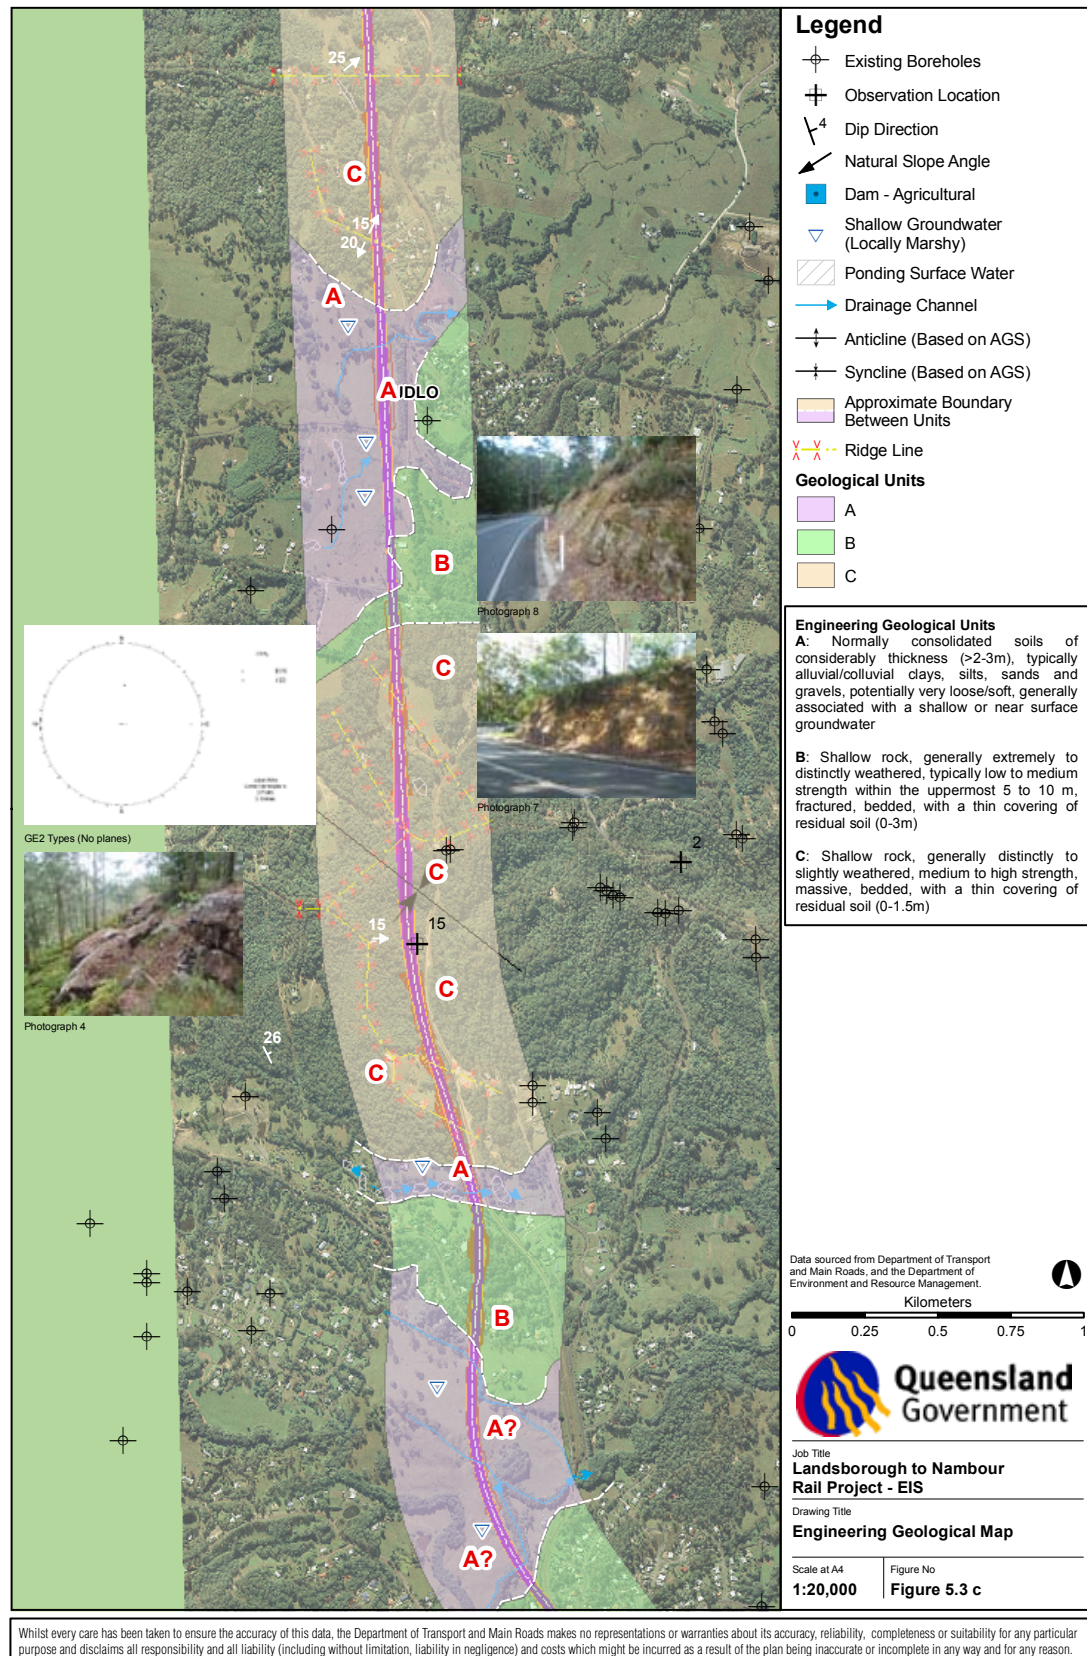 25
C
15
20
A
A
UDLO
B
Photograph 8
C
Photograph 7
GE2 Types (No planes)
2
C
15
15
C
Photograph 4
26
C
A
B
A?
A?
Legend
Existing Boreholes
Observation Location
4
Dip Direction
Natural Slope Angle
Dam - Agricultural
Shallow Groundwater
(Locally Marshy)
Ponding Surface Water
Drainage Channel
Anticline (Based on AGS)
Syncline (Based on AGS)
Approximate Boundary
Between Units
Ridge Line
Geological Units
A
B
C
Engineering Geological Units
A: Normally consolidated soils of
considerably thickness (>2-3m), typically
alluvial/colluvial clays, silts, sands and
gravels, potentially very loose/soft, generally
associated with a shallow or near surface
groundwater
B: Shallow rock, generally extremely to
distinctly weathered, typically low to medium
strength within the uppermost 5 to 10 m,
fractured, bedded, with a thin covering of
residual soil (0-3m)
C: Shallow rock, generally distinctly to
slightly weathered, medium to high strength,
massive, bedded, with a thin covering of
residual soil (0-1.5m)
Data sourced from Department of Transport
and Main Roads, and the Department of
Environment and Resource Management.
Kilometers
0 0.25 0.5 0.75 1
Queensland
Government
Job Title
Landsborough to Nambour
Rail Project - EIS
Drawing Title
Engineering Geological Map
Scale at A4
1:20,000
Figure No
Figure 5.3 c
Whilst every care has been taken to ensure the accuracy of this data, the Department of Transport and Main Roads makes no representations or warranties about its accuracy, reliability, completeness or suitability for any particular
purpose and disclaims all responsibility and all liability (including without limitation, liability in negligence) and costs which might be incurred as a result of the plan being inaccurate or incomplete in any way and for any reason.